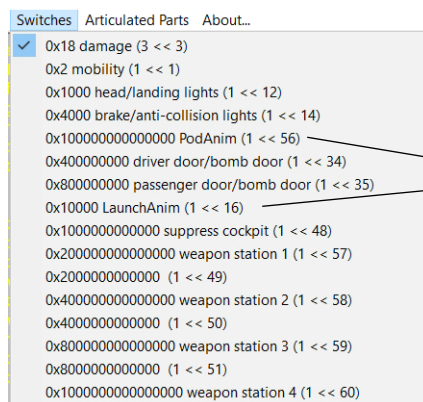 Switches Articulated Parts About...
0x18 damage (3 << 3)
0x2 mobility (1 << 1)
0x1000 head/landing lights (1 << 12)
0x4000 brake/anti-collision lights (1 << 14)
0x100000000000000 PodAnim (1 << 56)
0x400000000 driver door/bomb door (1 << 34)
0x800000000 passenger door/bomb door (1 << 35)
0x10000 LaunchAnim (1 << 16)
0x1000000000000 suppress cockpit (1 << 48)
0x200000000000000 weapon station 1 (1 << 57)
0x2000000000000 (1 << 49)
0x400000000000000 weapon station 2 (1 << 58)
0x4000000000000 (1 << 50)
0x800000000000000 weapon station 3 (1 << 59)
0x8000000000000 (1 << 51)
0x1000000000000000 weapon station 4 (1 << 60)